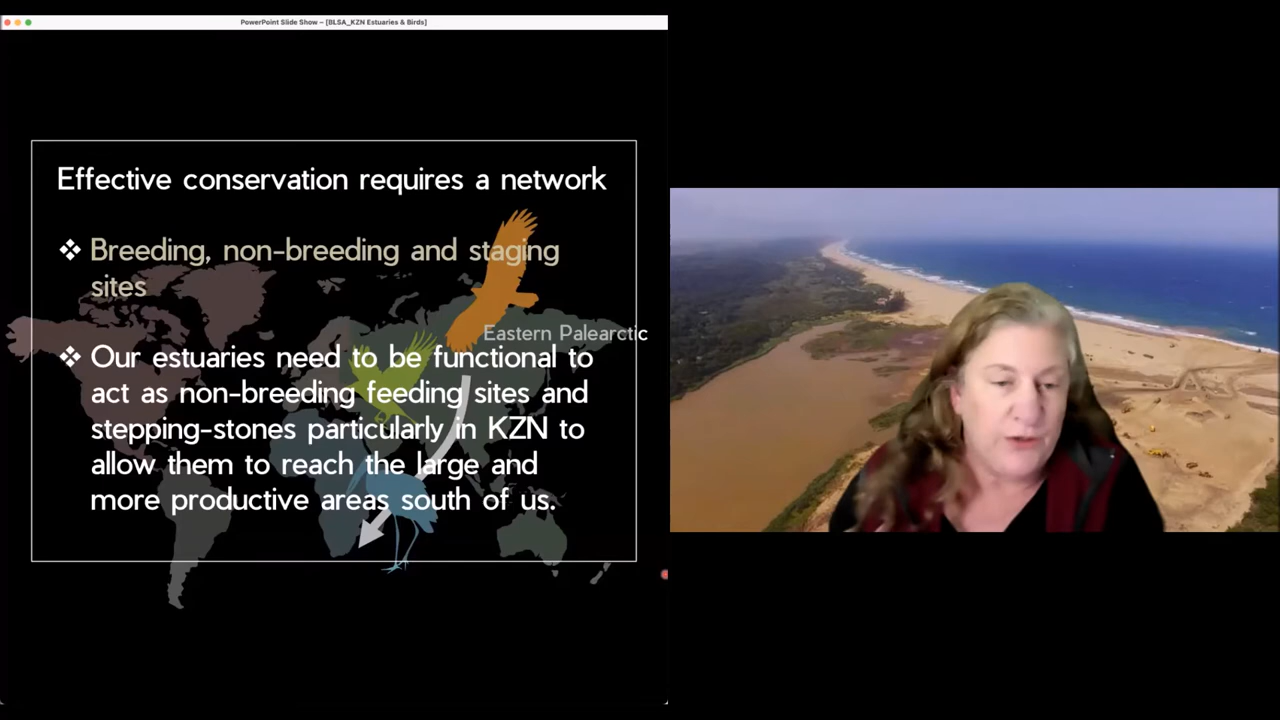 PowerPoint Slide Show - [BLSA_KZN Estuaries & Birds]
Effective conservation requires a network
❖ Breeding, non-breeding and staging
sites
Eastern Palearctic
❖ Our estuaries need to be functional to
act as non-breeding feeding sites and
stepping-stones particularly in KZN to
allow them to reach the large and
more productive areas south of us.